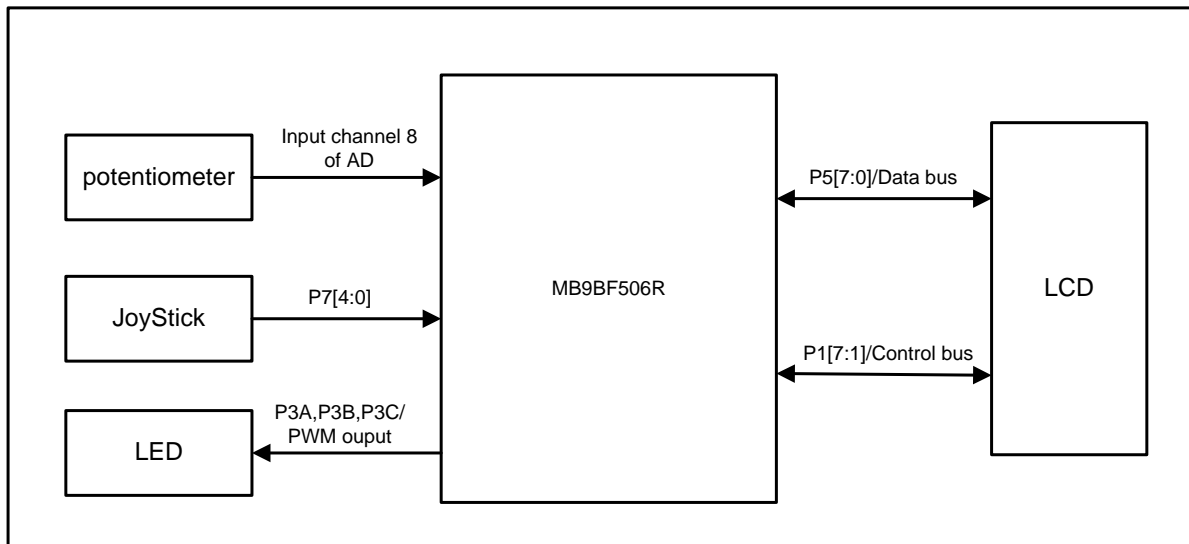 potentiometer
Input channel 8
of AD
JoyStick
P7[4:0]
LED
P3A,P3B,P3C/
PWM ouput
MB9BF506R
P5[7:0]/Data bus
P1[7:1]/Control bus
LCD